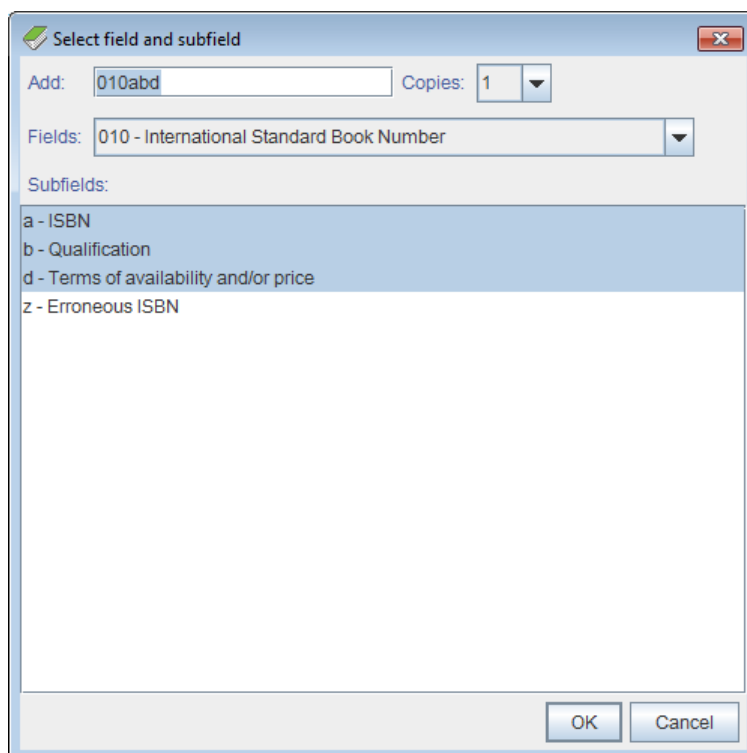 Select field and subfield
Add: 010abd Copies: 1
Fields: 010 - International Standard Book Number
Subfields:
a - ISBN
b - Qualification
d - Terms of availability and/or price
z - Erroneous ISBN
OK Cancel